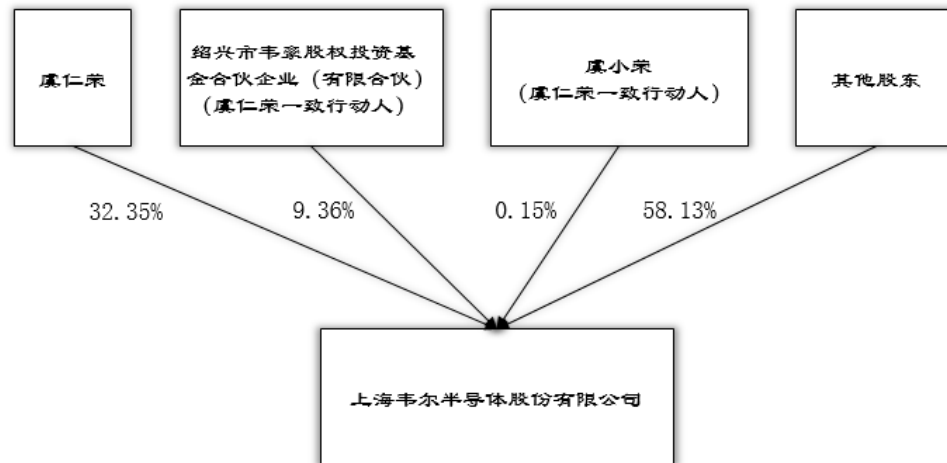 虞仁荣
绍兴市韦豪股权投资基
金合伙企业（有限合伙）
（虞仁荣一致行动人）
虞小荣
（虞仁荣一致行动人）
其他股东
32.35%
9.36%
0.15%
58.13%
上海韦尔半导体股份有限公司